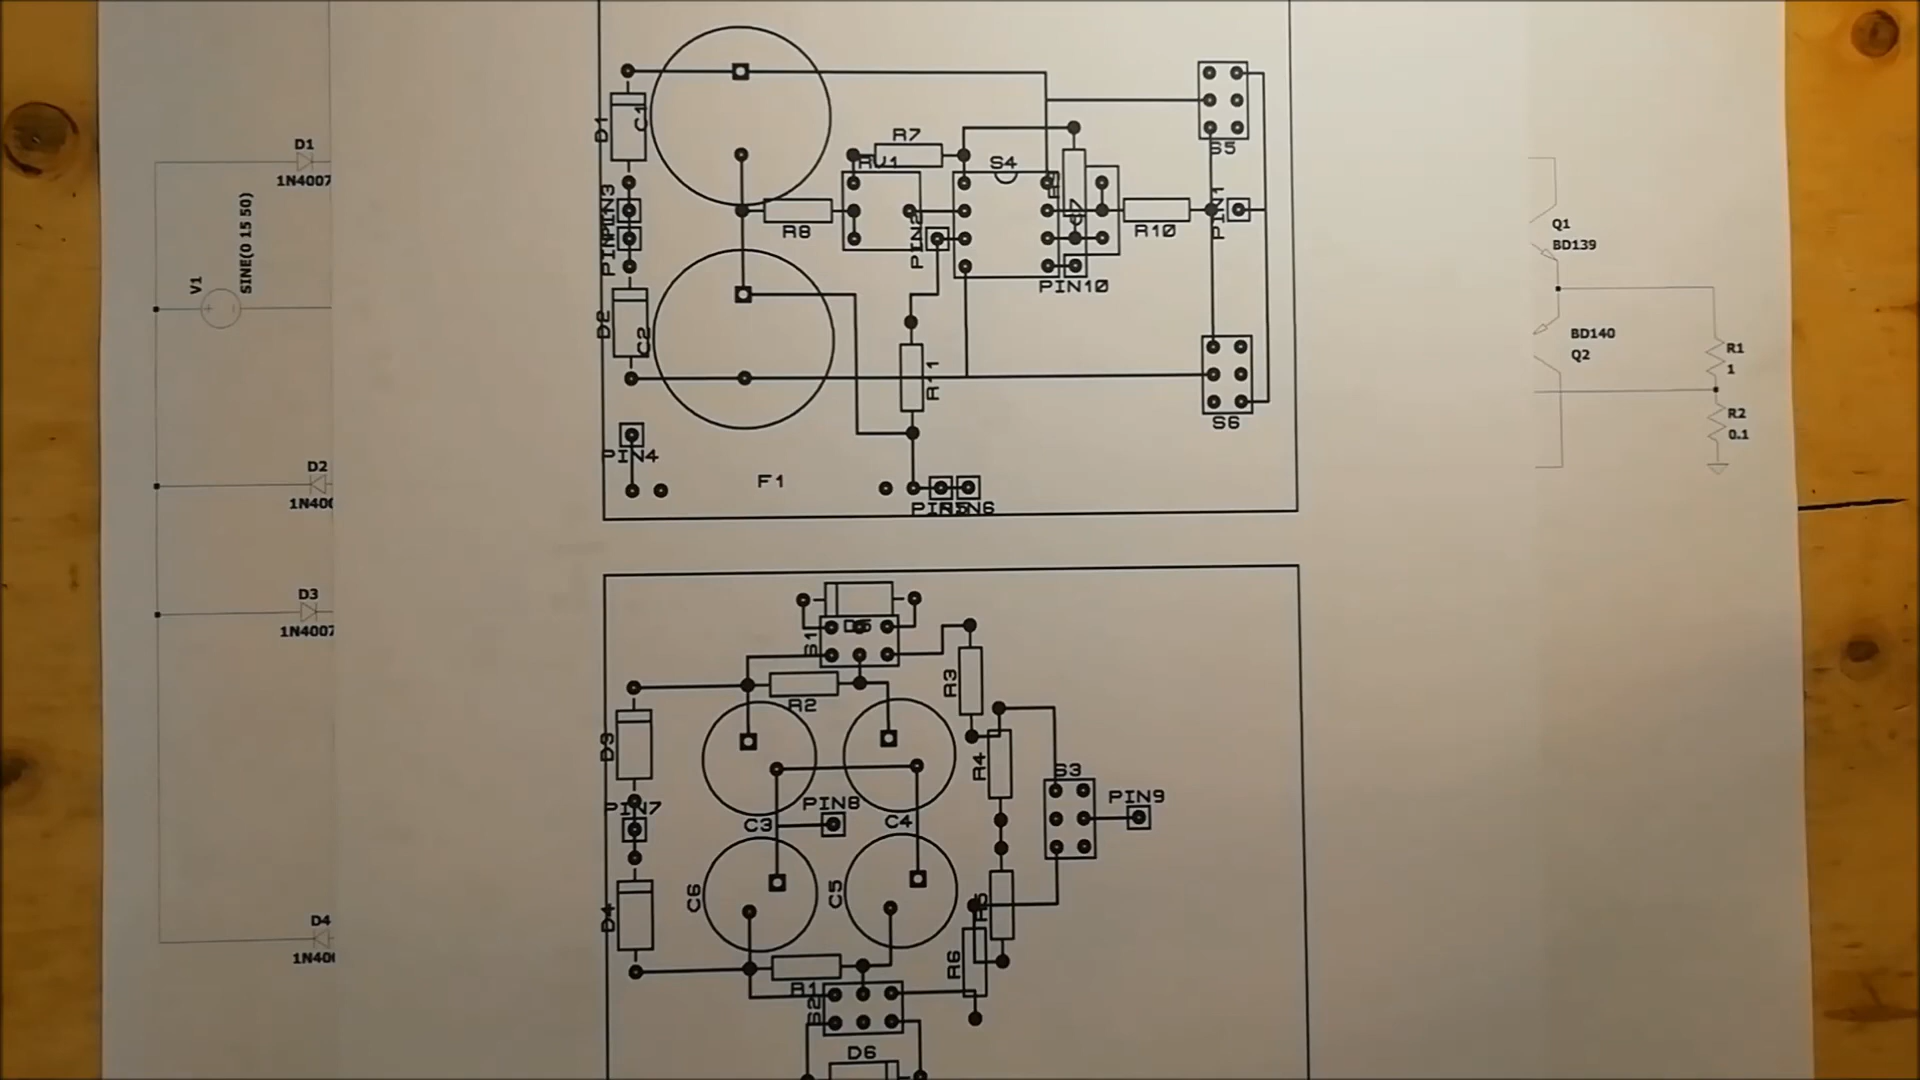 D1
1N4007
V1
SINE(0 15 50)
D2
D3
1N4007
D4
D1
C1
PIN3
D2
C2
PIN4
F1
R7
RV1
R8
PIN2
S4
R10
PIN1
PIN10
R11
S5
S6
PIN6
D5
S1
R2
R3
D3
R4
S3
PIN7
PIN8
PIN9
C3
C4
C6
C5
D4
R5
R6
R1
S2
D6
Q1
BD139
BD140
Q2
R1
1
R2
0.1